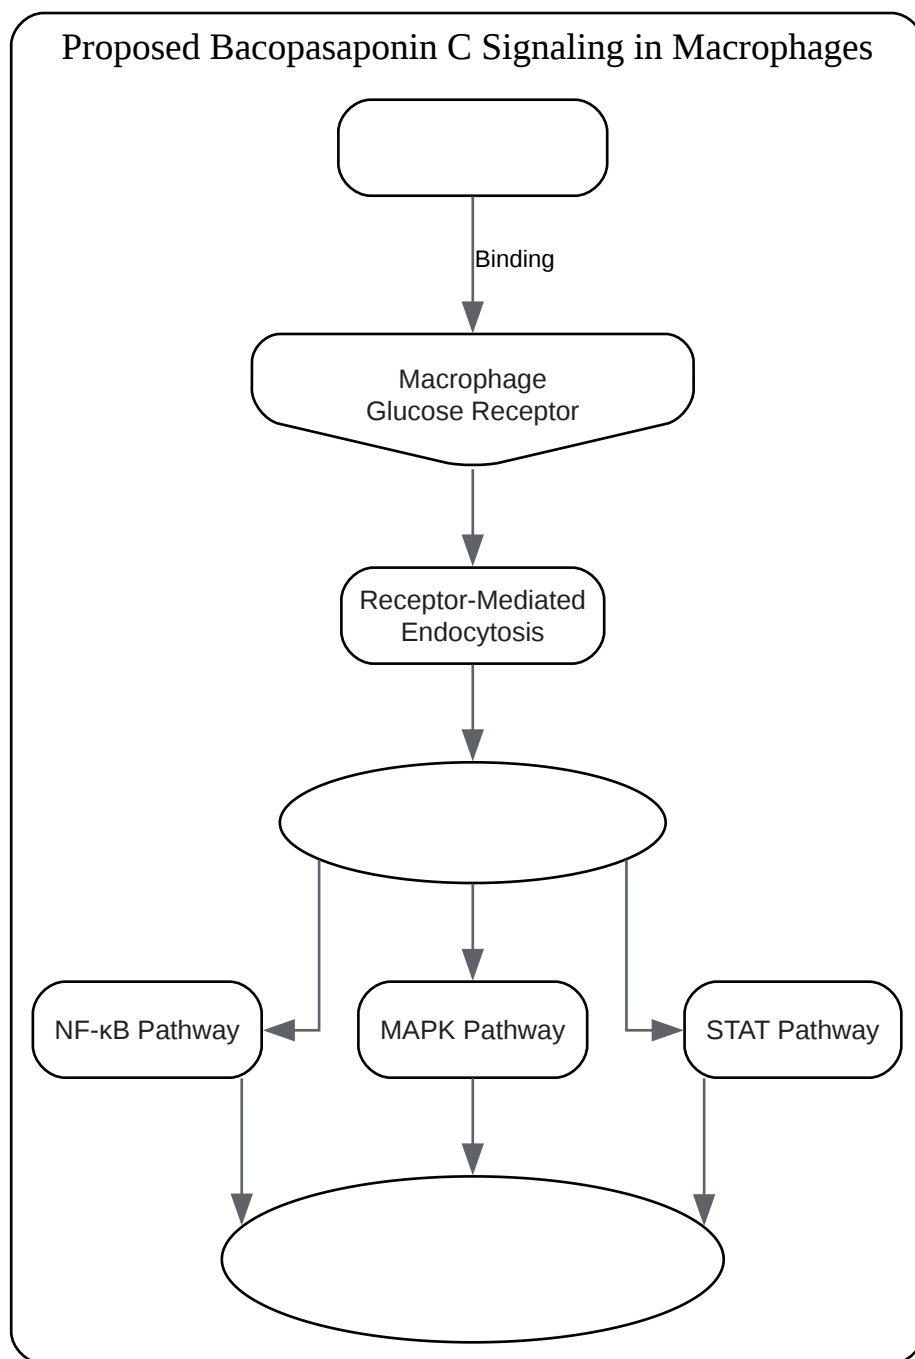 Proposed Bacopasaponin C Signaling in Macrophages
Binding
Macrophage
Glucose Receptor
Receptor-Mediated
Endocytosis
NF-κB Pathway
MAPK Pathway
STAT Pathway